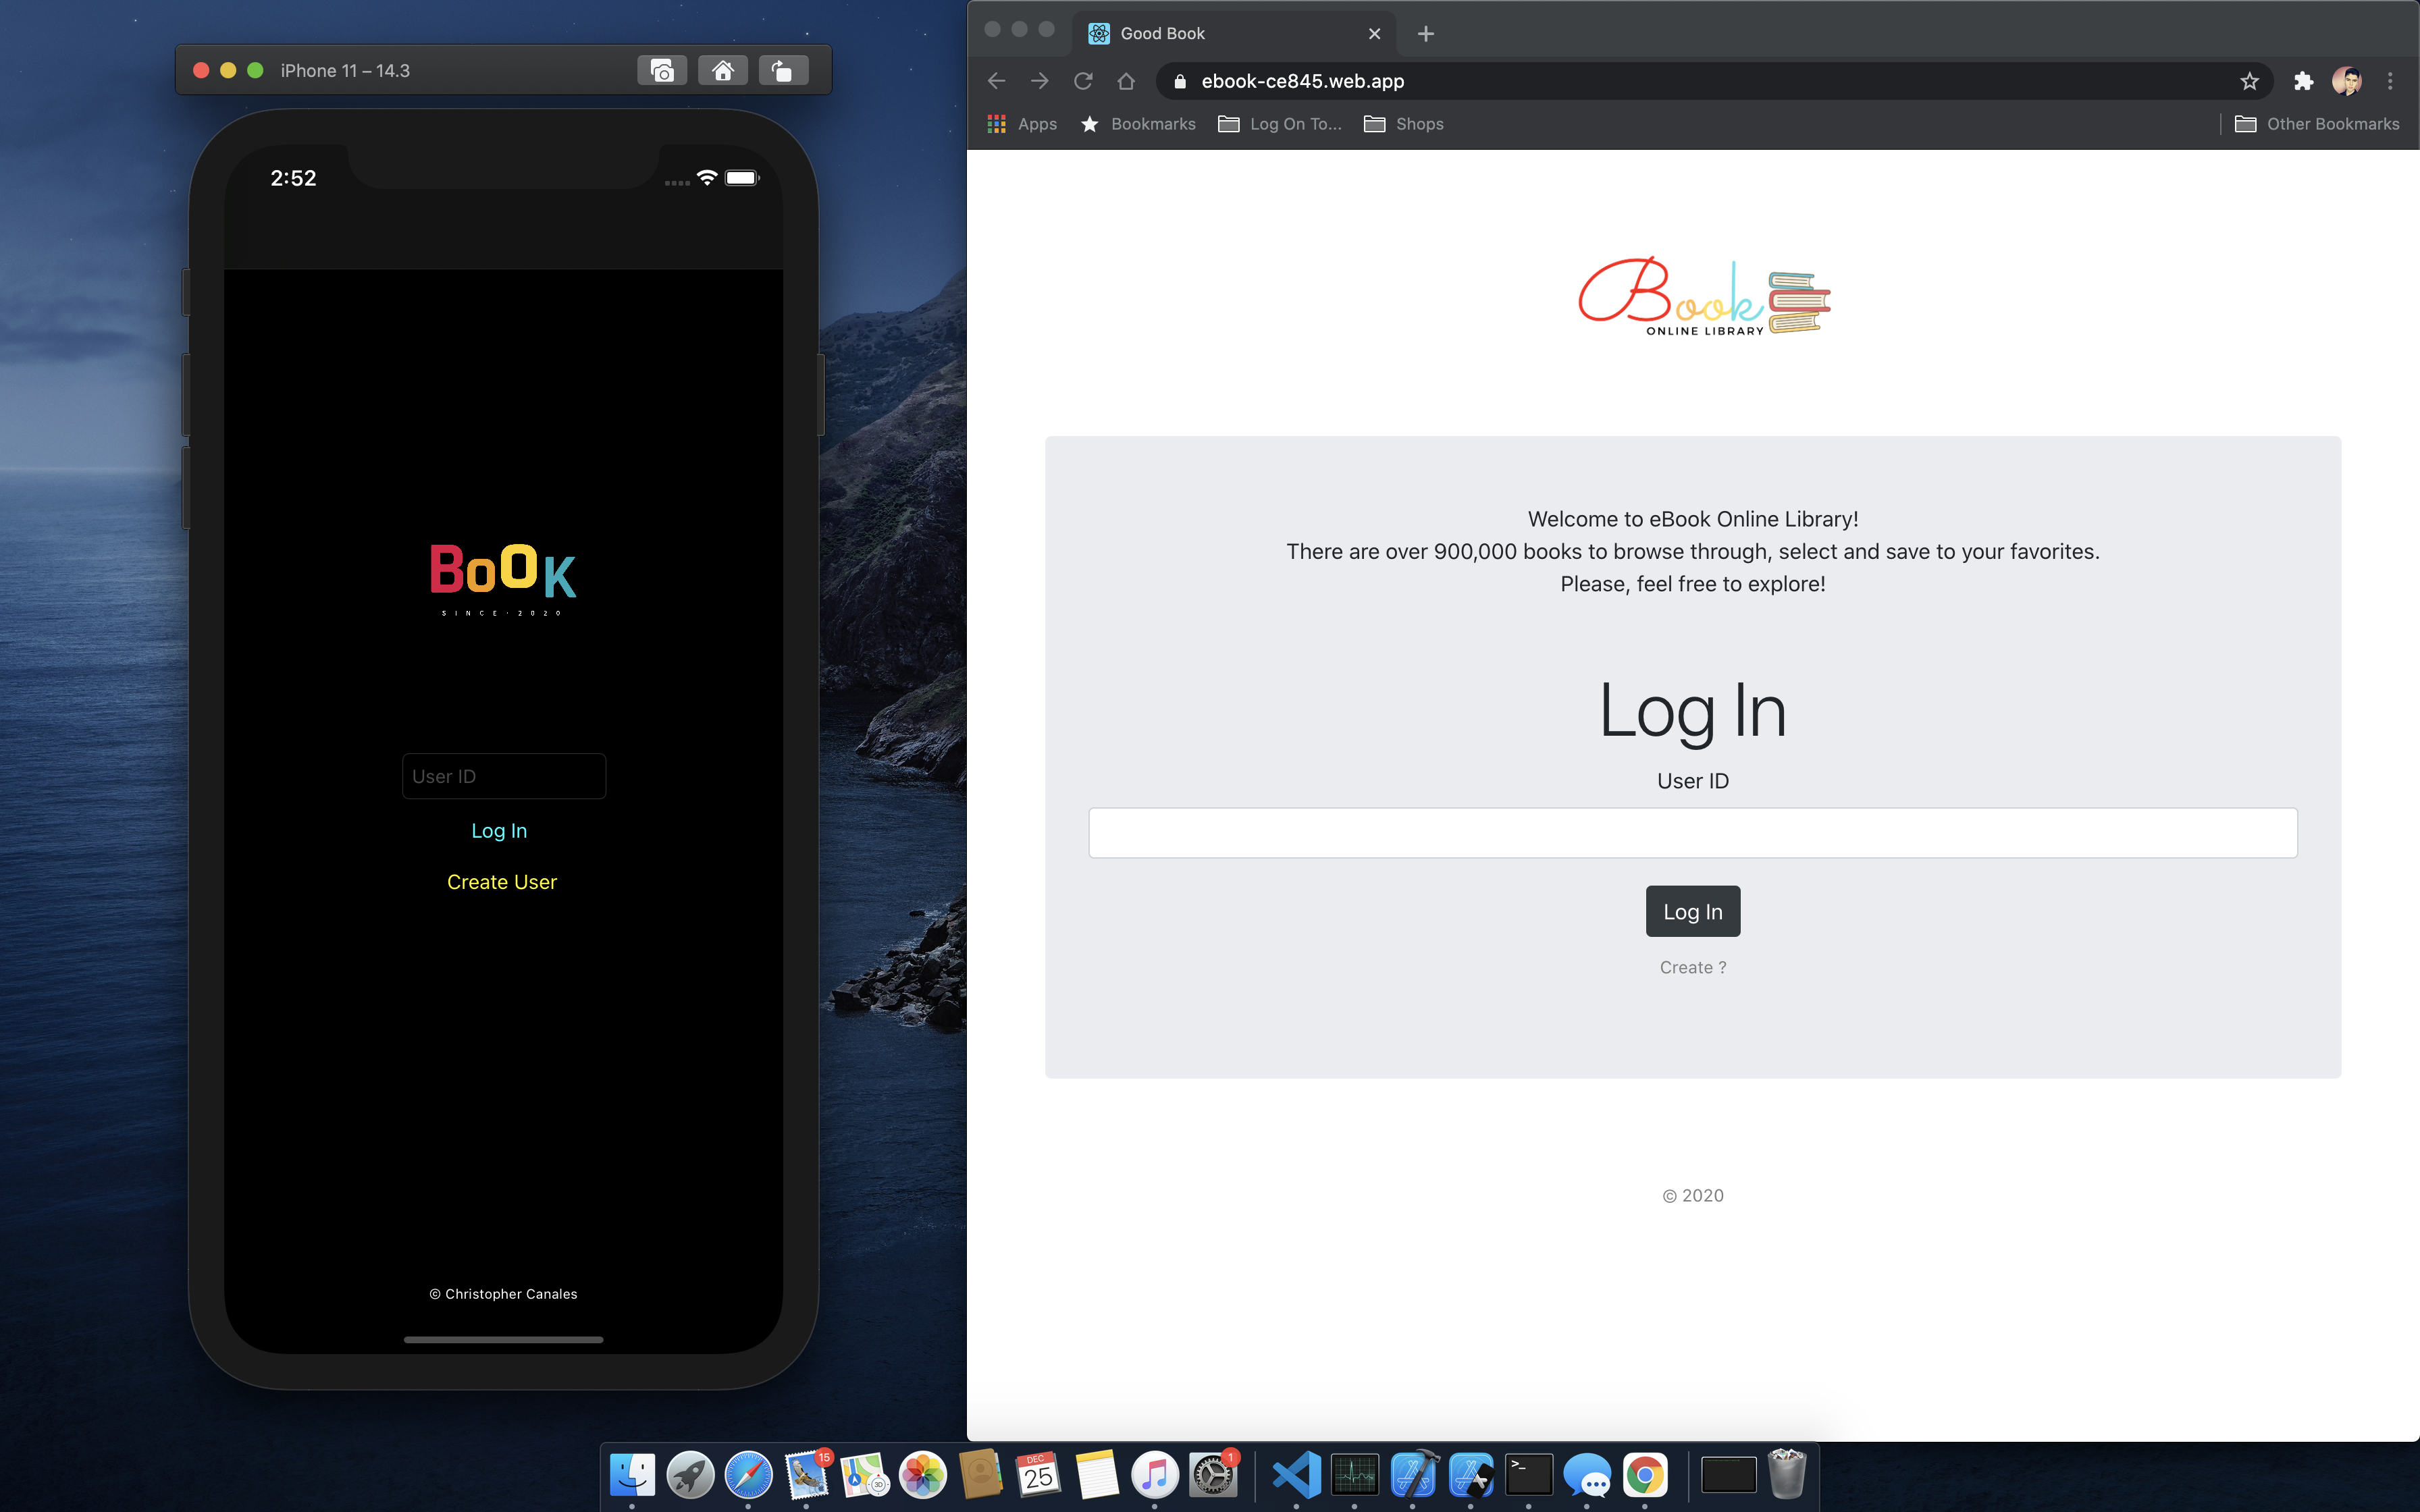 iPhone 11 – 14.3
2:52
BOOK
SINCE·2020
User ID
Log In
Create User
© Christopher Canales
Good Book
ebook-ce845.web.app
Apps
Bookmarks
Log On To...
Shops
Other Bookmarks
Book
ONLINE LIBRARY
Welcome to eBook Online Library!
There are over 900,000 books to browse through, select and save to your favorites.
Please, feel free to explore!
Log In
User ID
Log In
Create ?
© 2020
15
3D
DEC
25
1
>_